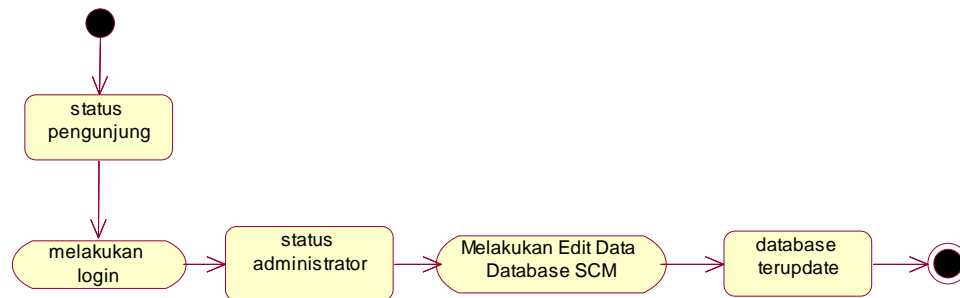 status
pengunjung
melakukan
login
status
administrator
Melakukan Edit Data
Database SCM
database
terupdate